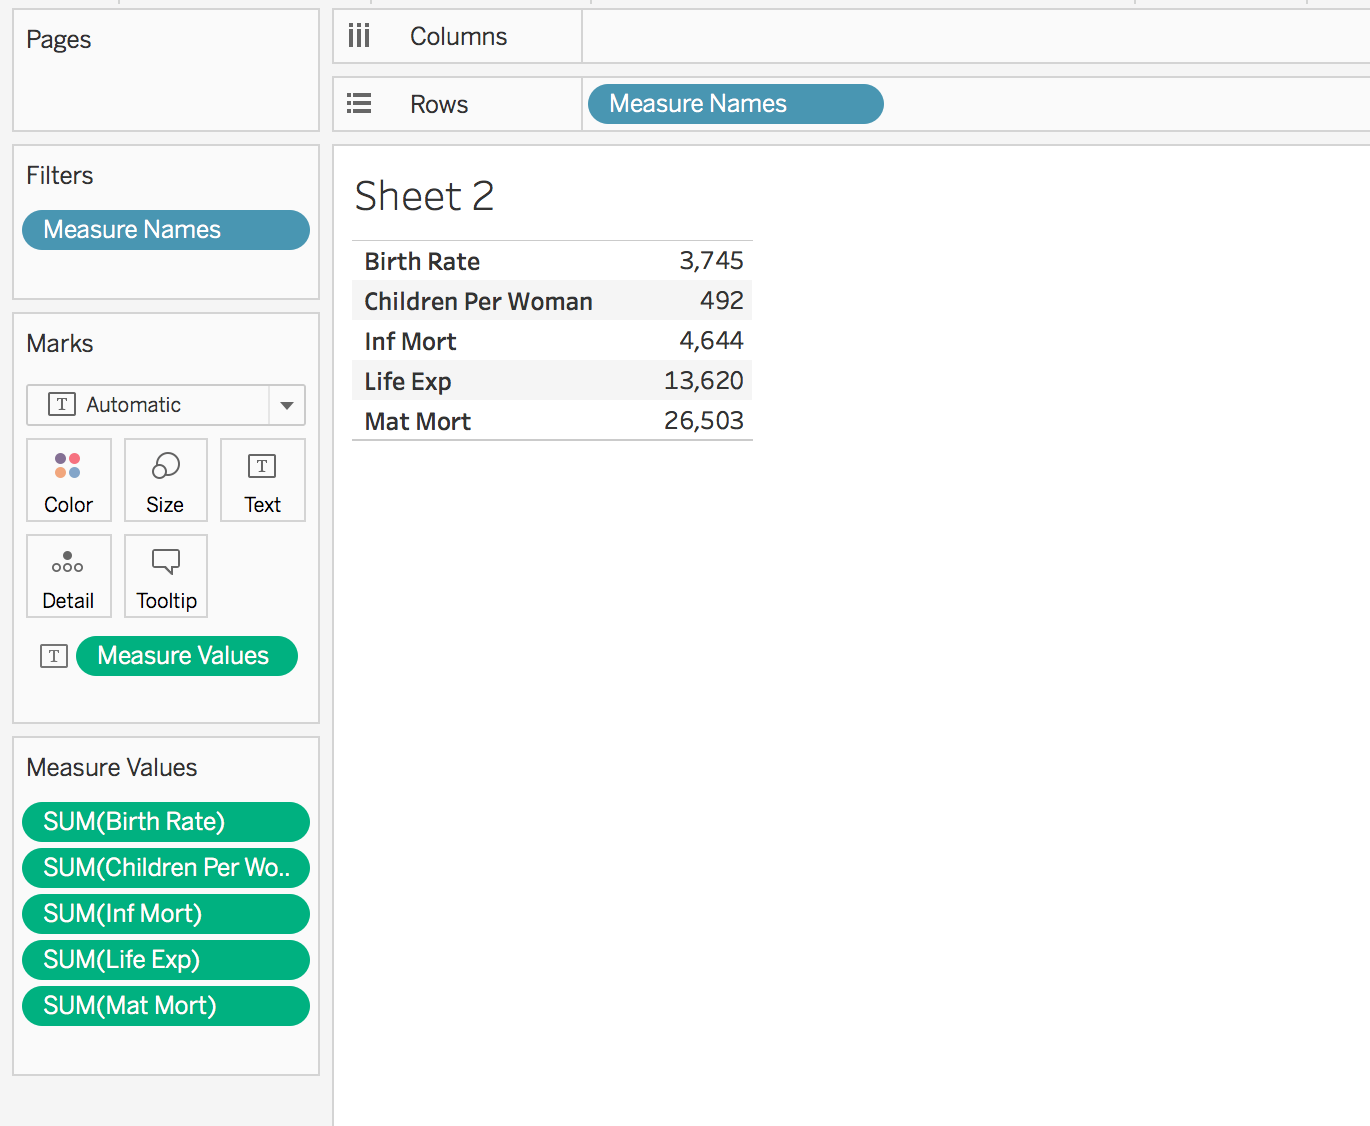 Pages
Columns
Rows
Measure Names
Filters
Measure Names
Marks
T Automatic
Color
Size
T
Text
Detail
Tooltip
T Measure Values
Measure Values
SUM(Birth Rate)
SUM(Children Per Wo..
SUM(Inf Mort)
SUM(Life Exp)
SUM(Mat Mort)
Sheet 2
Birth Rate 3,745
Children Per Woman 492
Inf Mort 4,644
Life Exp 13,620
Mat Mort 26,503